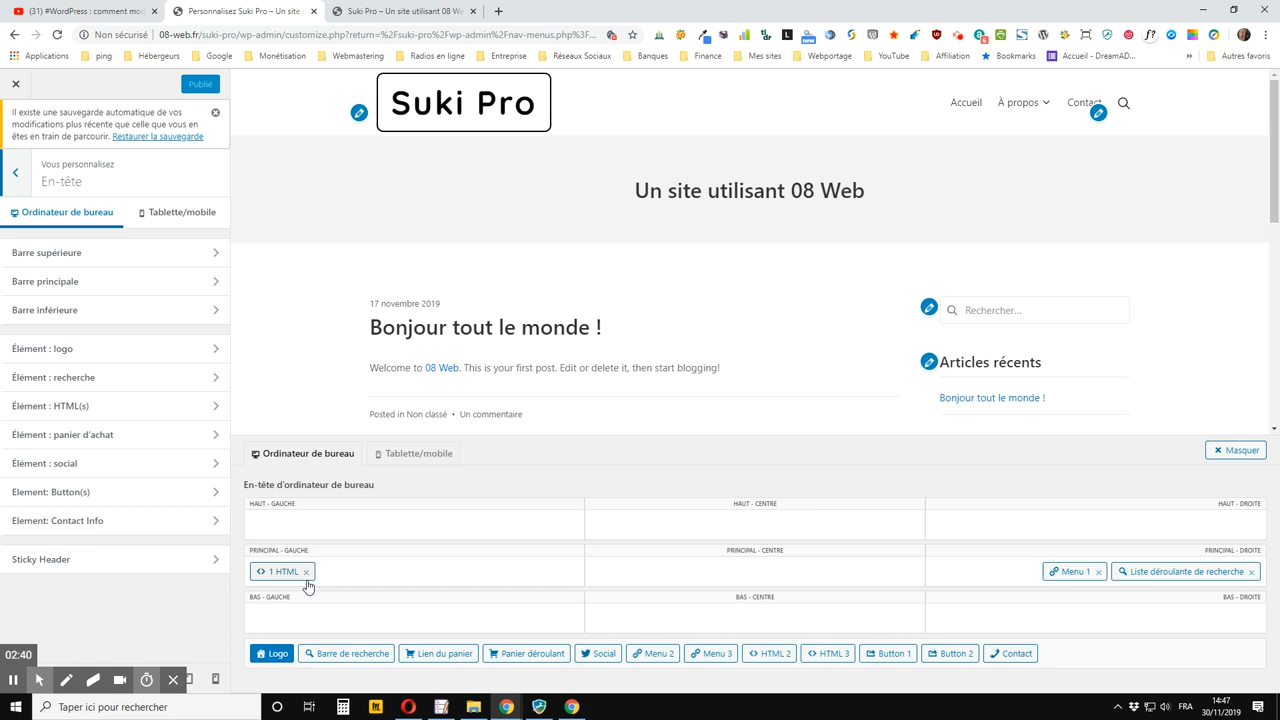 (31) #WordPress : comment mod
Personnalisez Suki Pro – Un site
Suki Pro – Un site utilisant 08 We
Non sécurisé
08-web.fr/suki-pro/wp-admin/customize.php?return=%2Fsuki-pro%2Fwp-admin%2Fnav-menus.php%3F...
Applications
ping
Hébergeurs
Google
Monétisation
Webmastering
Radios en ligne
Entreprise
Réseaux Sociaux
Banques
Finance
Mes sites
Webportage
YouTube
Affiliation
Bookmarks
Accueil - DreamAD...
Autres favoris
Publié
Il existe une sauvegarde automatique de vos
modifications plus récente que celle que vous en
êtes en train de parcourir. Restaurer la sauvegarde
Vous personnalisez
En-tête
Ordinateur de bureau
Tablette/mobile
Barre supérieure
Barre principale
Barre inférieure
Élément : logo
Élément : recherche
Élément : HTML(s)
Élément : panier d'achat
Élément : social
Element: Button(s)
Element: Contact Info
Sticky Header
Suki Pro
Accueil
À propos
Contact
Un site utilisant 08 Web
17 novembre 2019
Bonjour tout le monde !
Welcome to 08 Web. This is your first post. Edit or delete it, then start blogging!
Posted in Non classé • Un commentaire
Rechercher...
Articles récents
Bonjour tout le monde !
Ordinateur de bureau
Tablette/mobile
Masquer
En-tête d'ordinateur de bureau
HAUT - GAUCHE
HAUT - CENTRE
HAUT - DROITE
PRINCIPAL - GAUCHE
PRINCIPAL - CENTRE
PRINCIPAL - DROITE
1 HTML
Menu 1
Liste déroulante de recherche
BAS - GAUCHE
BAS - CENTRE
BAS - DROITE
Logo
Barre de recherche
Lien du panier
Panier déroulant
Social
Menu 2
Menu 3
HTML 2
HTML 3
Button 1
Button 2
Contact
02:40
Taper ici pour rechercher
FRA
14:47
30/11/2019